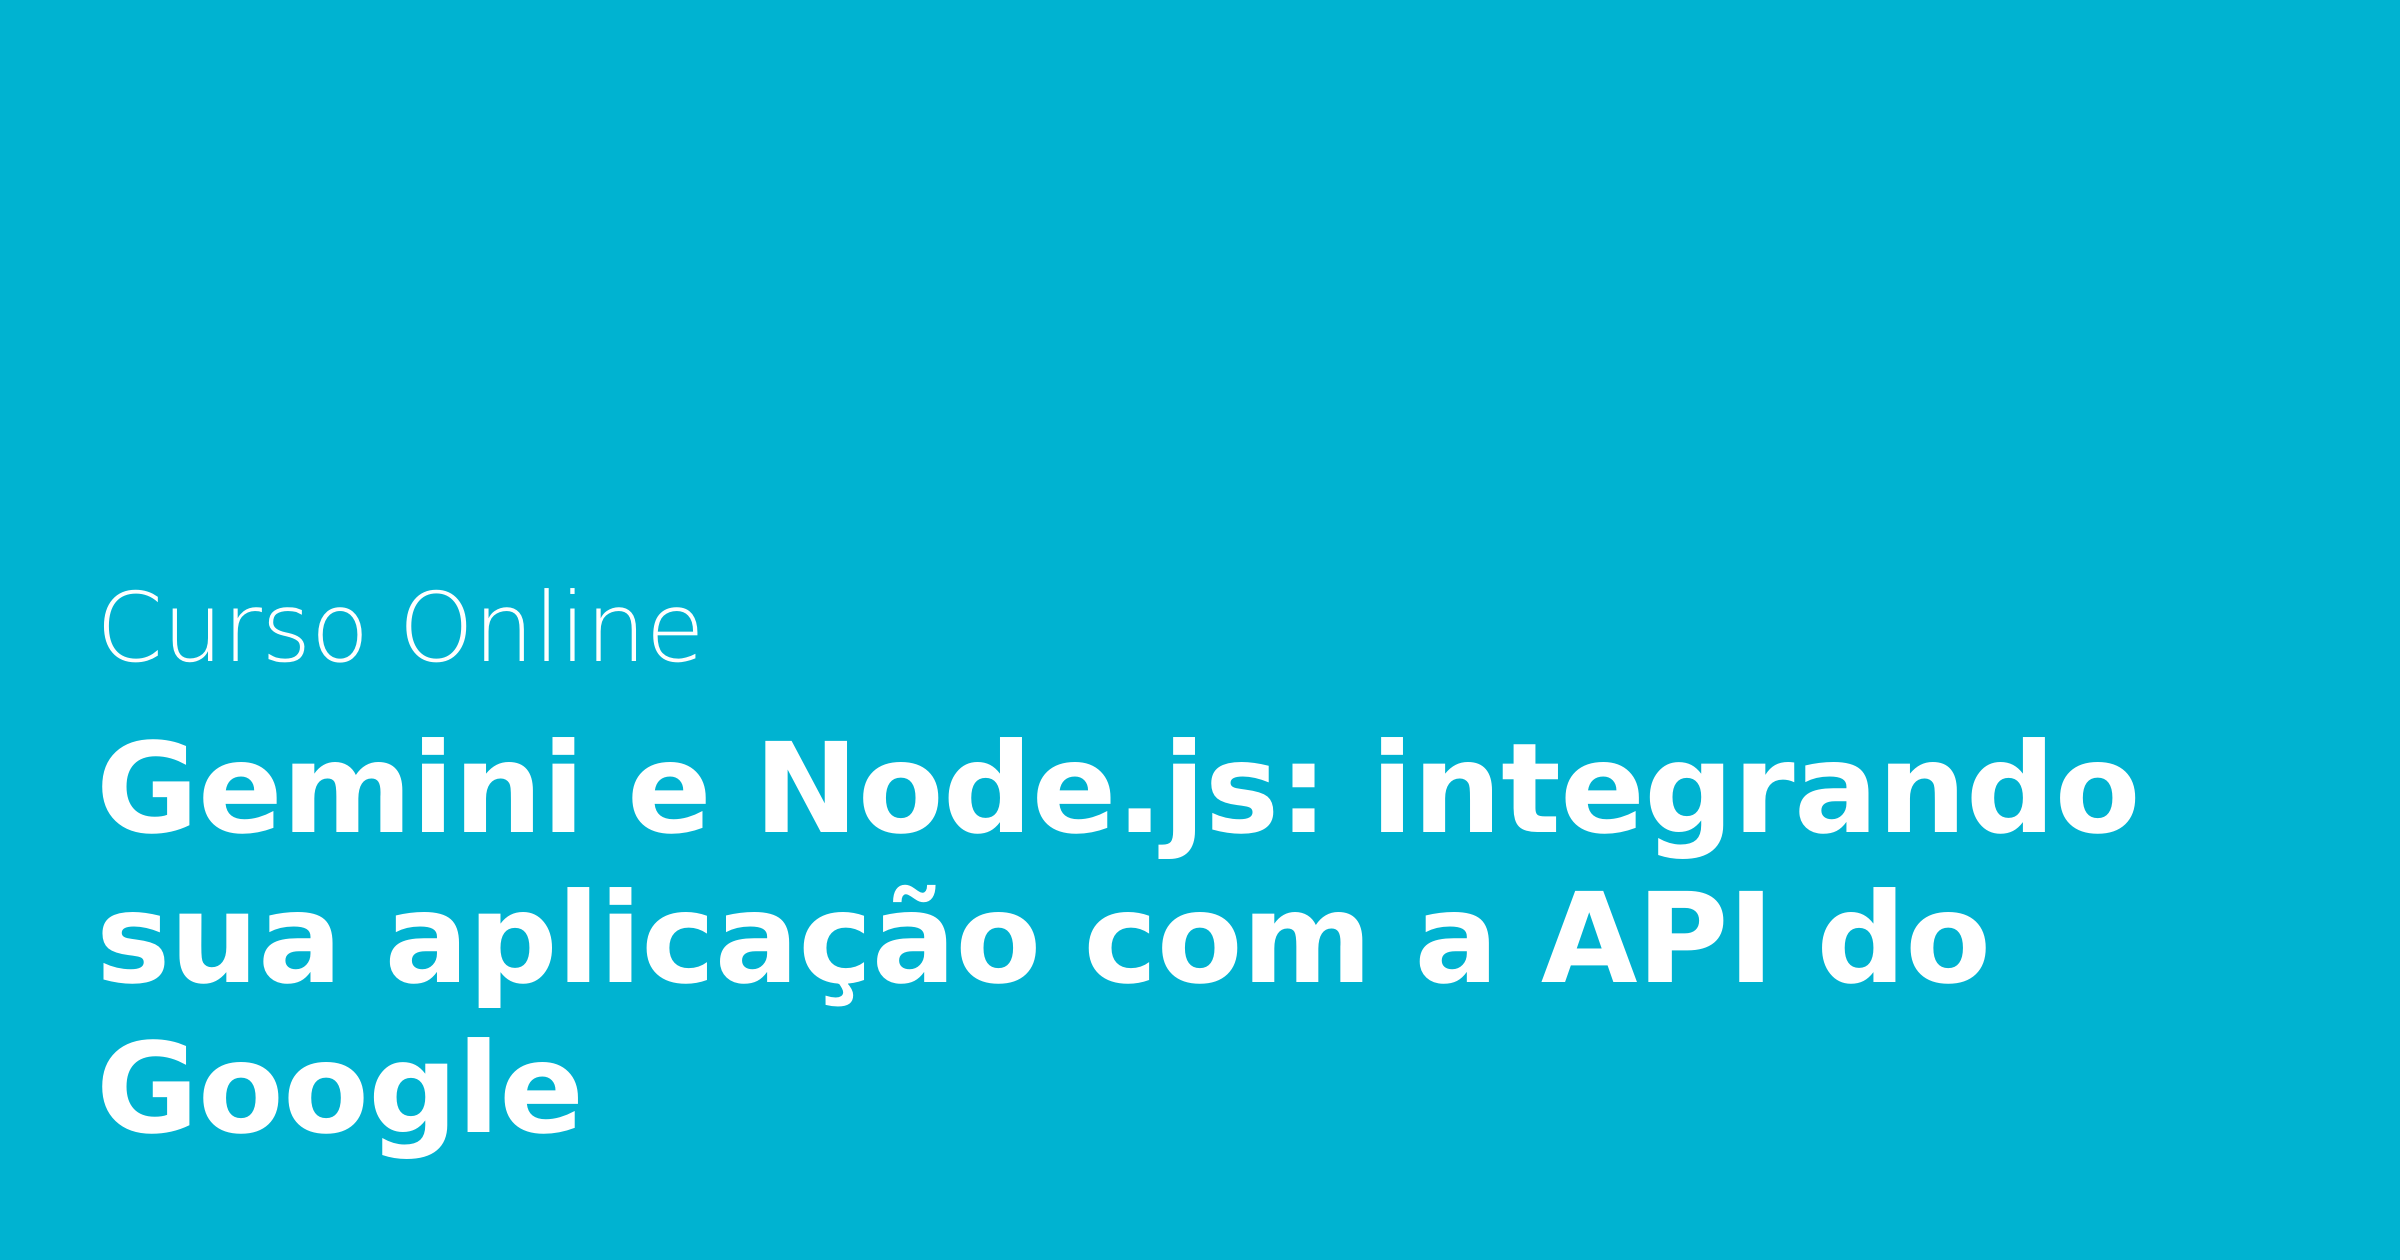 Curso Online
Gemini e Node.js: integrando
sua aplicação com a API do
Google